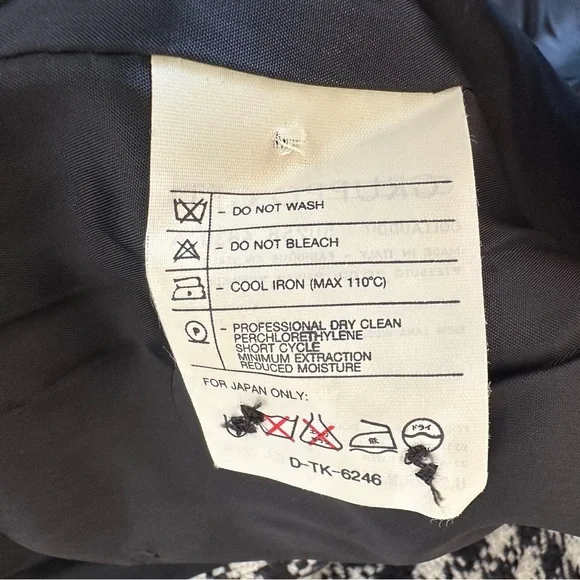 - DO NOT WASH
- DO NOT BLEACH
- COOL IRON (MAX 110°C)
P
- PROFESSIONAL DRY CLEAN
PERCHLORETHYLENE
SHORT CYCLE
MINIMUM EXTRACTION
REDUCED MOISTURE
FOR JAPAN ONLY:
低 ドライ
D-TK-6246